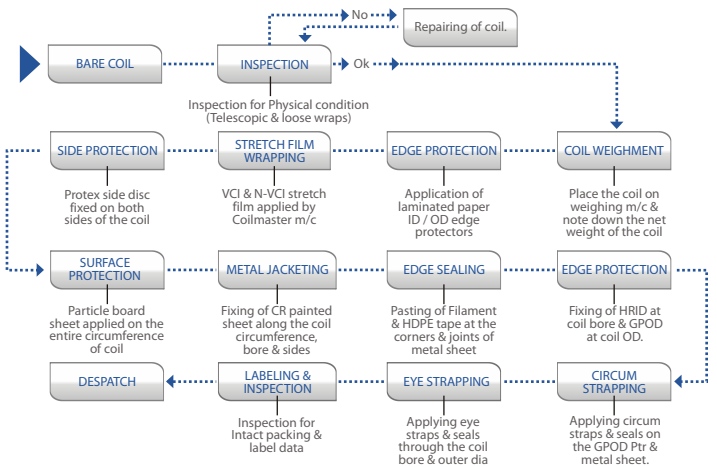 No
Repairing of coil.
BARE COIL
INSPECTION
Ok
Inspection for Physical condition
(Telescopic & loose wraps)
SIDE PROTECTION
Protex side disc
fixed on both
sides of the coil
STRETCH FILM
WRAPPING
VCI & N-VCI stretch
film applied by
Coilmaster m/c
EDGE PROTECTION
Application of
laminated paper
ID / OD edge
protectors
COIL WEIGHMENT
Place the coil on
weighing m/c &
note down the net
weight of the coil
SURFACE
PROTECTION
Particle board
sheet applied on the
entire circumference
of coil
METAL JACKETING
Fixing of CR painted
sheet along the coil
circumference,
bore & sides
EDGE SEALING
Pasting of Filament
& HDPE tape at the
corners & joints of
metal sheet
EDGE PROTECTION
Fixing of HRID at
coil bore & GPOD
at coil OD.
DESPATCH
LABELING &
INSPECTION
Inspection for
Intact packing &
label data
EYE STRAPPING
Applying eye
straps & seals
through the coil
bore & outer dia
CIRCUM
STRAPPING
Applying circum
straps & seals on
the GPOD Ptr &
metal sheet.